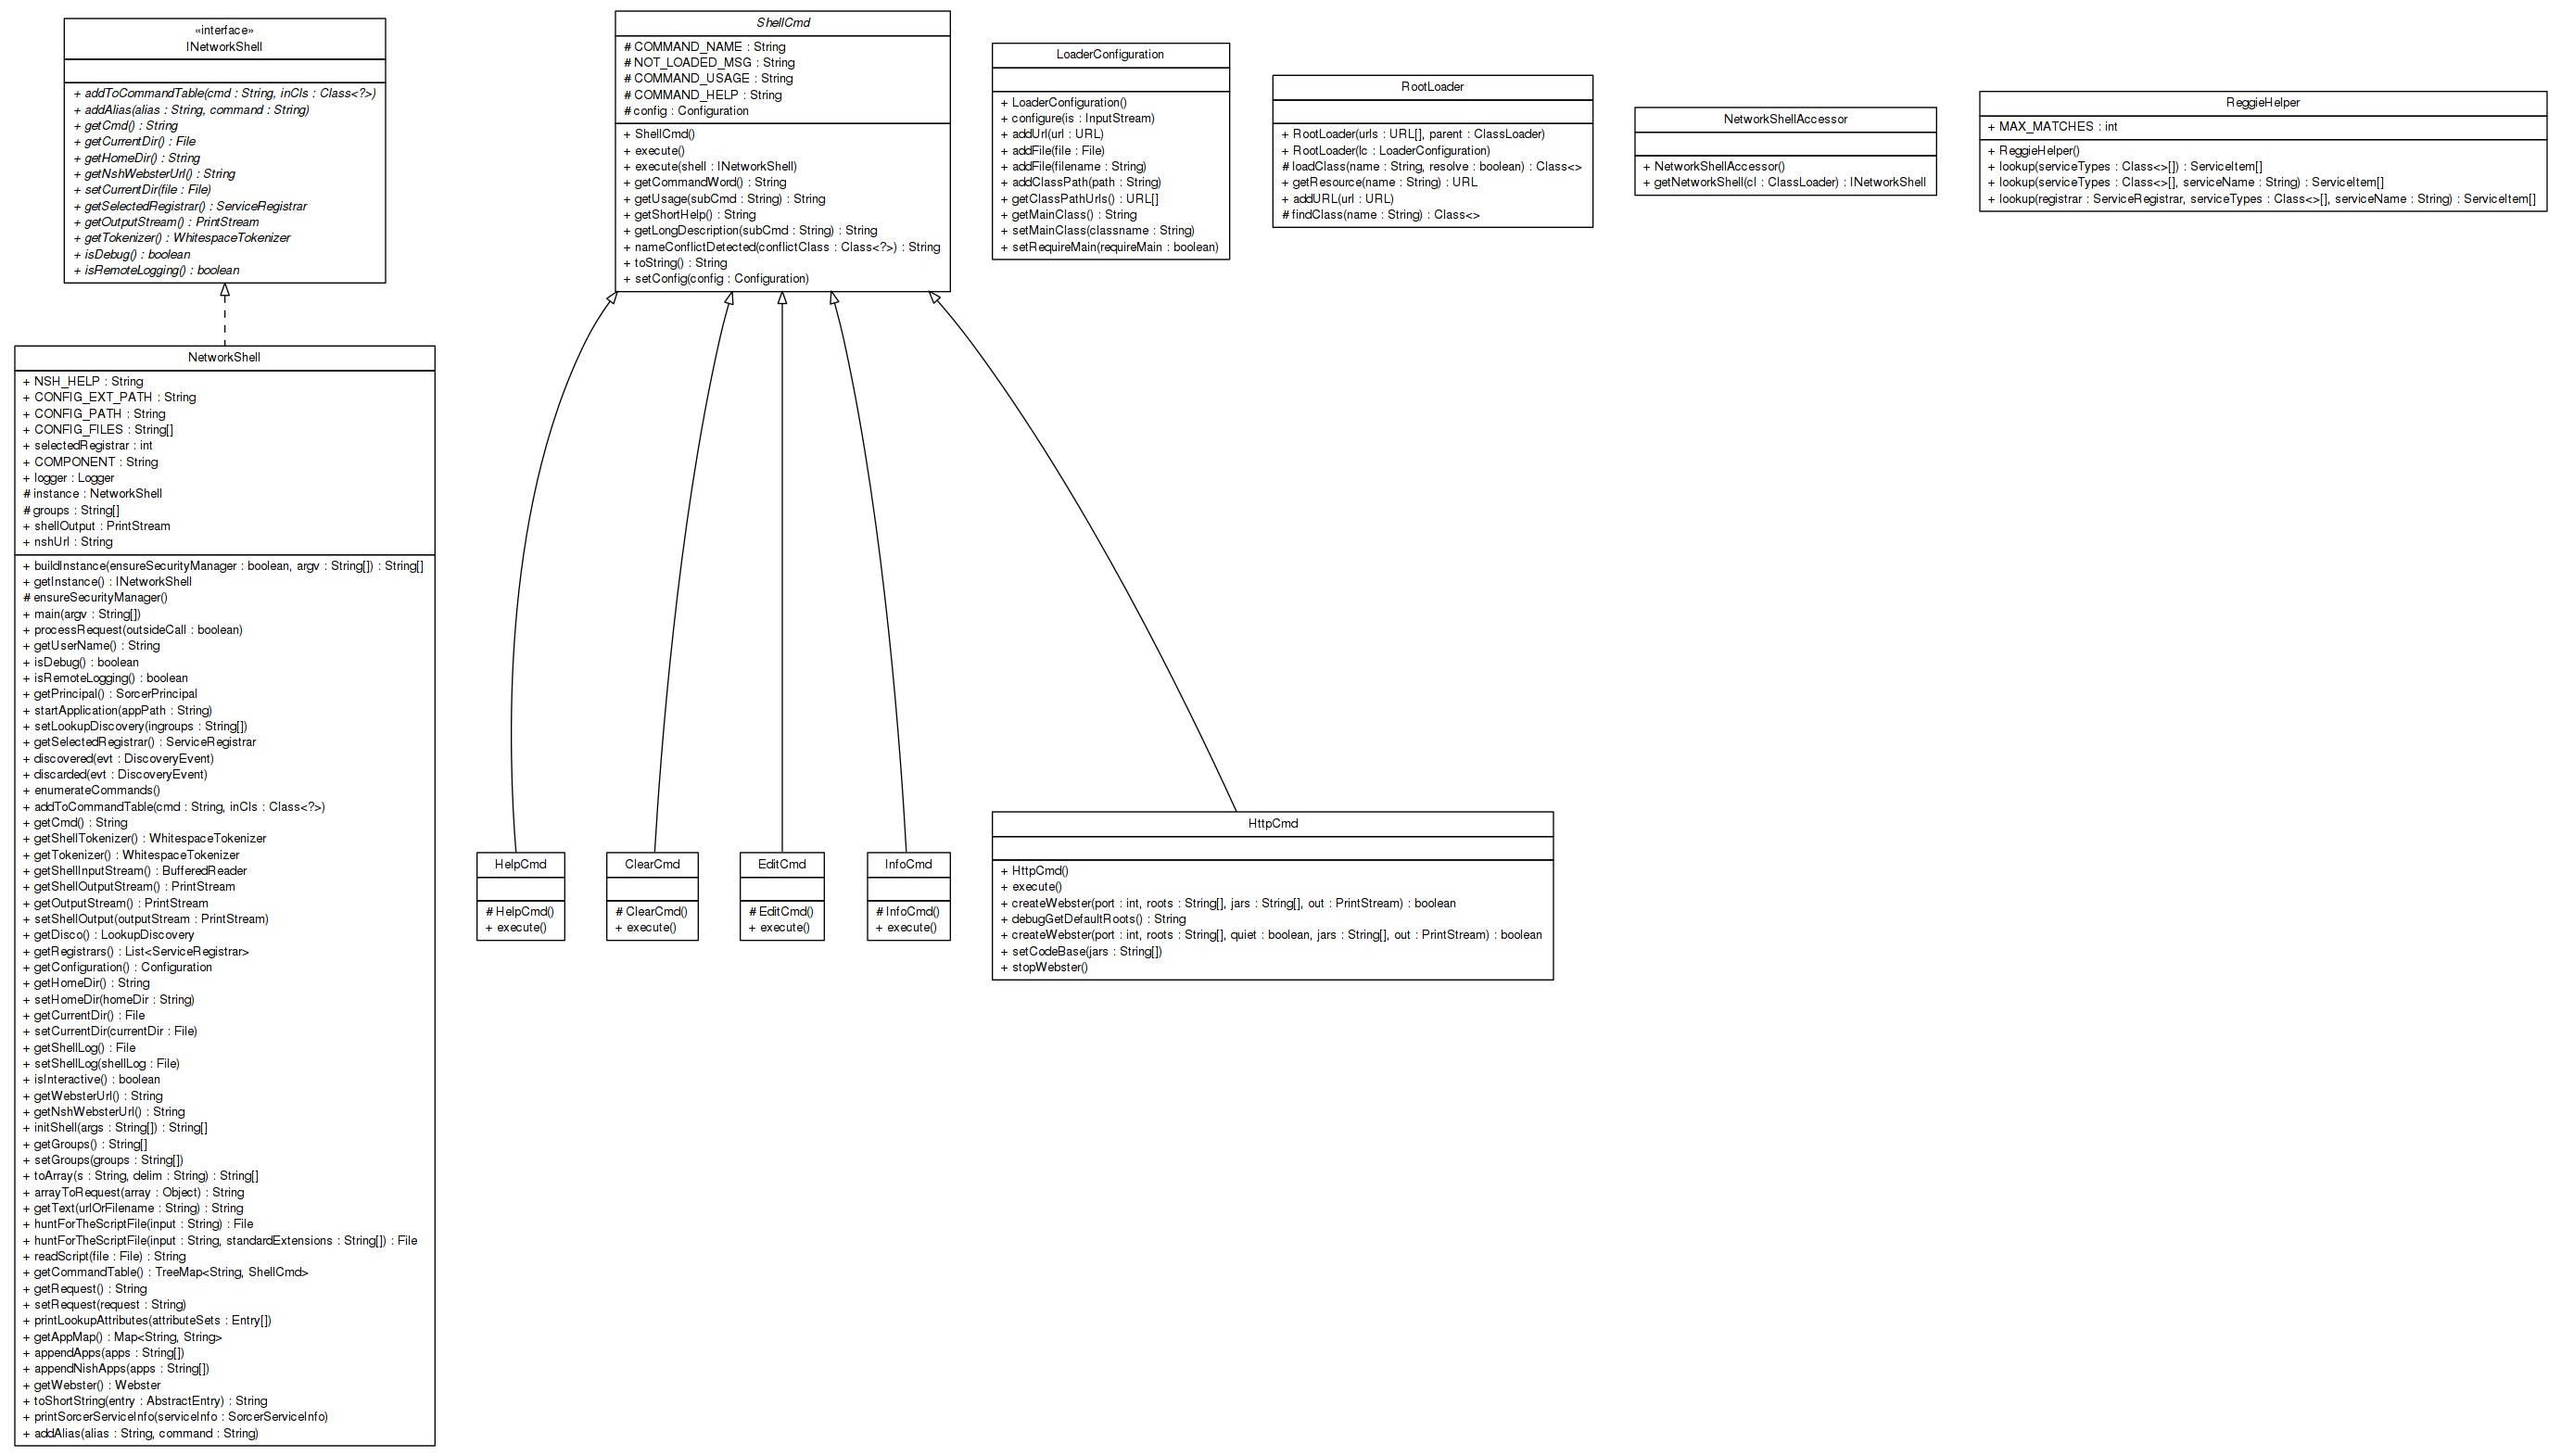 «interface»
INetworkShell
+ addToCommandTable(cmd : String, inCls : Class<?>)
+ addAlias(alias : String, command : String)
+ getCmd() : String
+ getCurrentDir() : File
+ getHomeDir() : String
+ getNshWebsterUrl() : String
+ setCurrentDir(file : File)
+ getSelectedRegistrar() : ServiceRegistrar
+ getOutputStream() : PrintStream
+ getTokenizer() : WhitespaceTokenizer
+ isDebug() : boolean
+ isRemoteLogging() : boolean
NetworkShell
+ NSH_HELP : String
+ CONFIG_EXT_PATH : String
+ CONFIG_PATH : String
+ CONFIG_FILES : String[]
+ selectedRegistrar : int
+ COMPONENT : String
+ logger : Logger
# instance : NetworkShell
# groups : String[]
+ shellOutput : PrintStream
+ nshUrl : String
+ buildInstance(ensureSecurityManager : boolean, argv : String[]) : String[]
+ getInstance() : INetworkShell
# ensureSecurityManager()
+ main(argv : String[])
+ processRequest(outsideCall : boolean)
+ getUserName() : String
+ isDebug() : boolean
+ isRemoteLogging() : boolean
+ getPrincipal() : SorcerPrincipal
+ startApplication(appPath : String)
+ setLookupDiscovery(ingroups : String[])
+ getSelectedRegistrar() : ServiceRegistrar
+ discovered(evt : DiscoveryEvent)
+ discarded(evt : DiscoveryEvent)
+ enumerateCommands()
+ addToCommandTable(cmd : String, inCls : Class<?>)
+ getCmd() : String
+ getShellTokenizer() : WhitespaceTokenizer
+ getTokenizer() : WhitespaceTokenizer
+ getShellInputStream() : BufferedReader
+ getShellOutputStream() : PrintStream
+ getOutputStream() : PrintStream
+ setShellOutput(outputStream : PrintStream)
+ getDisco() : LookupDiscovery
+ getRegistrars() : List<ServiceRegistrar>
+ getConfiguration() : Configuration
+ getHomeDir() : String
+ setHomeDir(homeDir : String)
+ getCurrentDir() : File
+ setCurrentDir(currentDir : File)
+ getShellLog() : File
+ setShellLog(shellLog : File)
+ isInteractive() : boolean
+ getWebsterUrl() : String
+ getNshWebsterUrl() : String
+ initShell(args : String[]) : String[]
+ getGroups() : String[]
+ setGroups(groups : String[])
+ toArray(s : String, delim : String) : String[]
+ arrayToRequest(array : Object) : String
+ getText(urlOrFilename : String) : String
+ huntForTheScriptFile(input : String) : File
+ huntForTheScriptFile(input : String, standardExtensions : String[]) : File
+ readScript(file : File) : String
+ getCommandTable() : TreeMap<String, ShellCmd>
+ getRequest() : String
+ setRequest(request : String)
+ printLookupAttributes(attributeSets : Entry[])
+ getAppMap() : Map<String, String>
+ appendApps(apps : String[])
+ appendNishApps(apps : String[])
+ getWebster() : Webster
+ toShortString(entry : AbstractEntry) : String
+ printSorcerServiceInfo(serviceInfo : SorcerServiceInfo)
+ addAlias(alias : String, command : String)
ShellCmd
# COMMAND_NAME : String
# NOT_LOADED_MSG : String
# COMMAND_USAGE : String
# COMMAND_HELP : String
# config : Configuration
+ ShellCmd()
+ execute()
+ execute(shell : INetworkShell)
+ getCommandWord() : String
+ getUsage(subCmd : String) : String
+ getShortHelp() : String
+ getLongDescription(subCmd : String) : String
+ nameConflictDetected(conflictClass : Class<?>) : String
+ toString() : String
+ setConfig(config : Configuration)
HelpCmd
# HelpCmd()
+ execute()
ClearCmd
# ClearCmd()
+ execute()
EditCmd
# EditCmd()
+ execute()
InfoCmd
# InfoCmd()
+ execute()
HttpCmd
+ HttpCmd()
+ execute()
+ createWebster(port : int, roots : String[], jars : String[], out : PrintStream) : boolean
+ debugGetDefaultRoots() : String
+ createWebster(port : int, roots : String[], quiet : boolean, jars : String[], out : PrintStream) : boolean
+ setCodeBase(jars : String[])
+ stopWebster()
LoaderConfiguration
+ LoaderConfiguration()
+ configure(is : InputStream)
+ addUrl(url : URL)
+ addFile(file : File)
+ addFile(filename : String)
+ addClassPath(path : String)
+ getClassPathUrls() : URL[]
+ getMainClass() : String
+ setMainClass(classname : String)
+ setRequireMain(requireMain : boolean)
RootLoader
+ RootLoader(urls : URL[], parent : ClassLoader)
+ RootLoader(lc : LoaderConfiguration)
# loadClass(name : String, resolve : boolean) : Class<>
+ getResource(name : String) : URL
+ addURL(url : URL)
# findClass(name : String) : Class<>
NetworkShellAccessor
+ NetworkShellAccessor()
+ getNetworkShell(cl : ClassLoader) : INetworkShell
ReggieHelper
+ MAX_MATCHES : int
+ ReggieHelper()
+ lookup(serviceTypes : Class<>[]) : ServiceItem[]
+ lookup(serviceTypes : Class<>[], serviceName : String) : ServiceItem[]
+ lookup(registrar : ServiceRegistrar, serviceTypes : Class<>[], serviceName : String) : ServiceItem[]